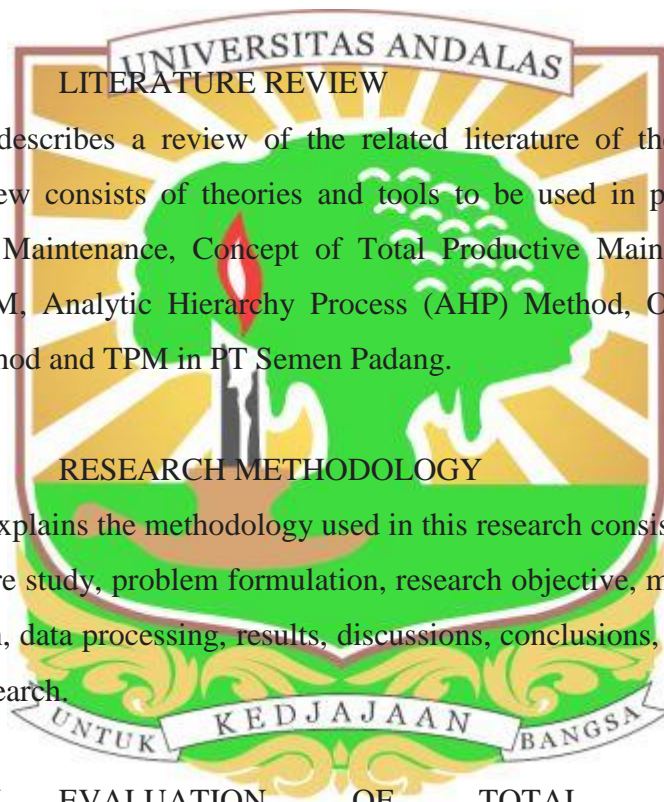 UNIVERSITAS ANDALAS
LITERATURE REVIEW
describes a review of the related literature of the
ew consists of theories and tools to be used in p
Maintenance, Concept of Total Productive Main
M, Analytic Hierarchy Process (AHP) Method, O
hod and TPM in PT Semen Padang.
RESEARCH METHODOLOGY
xplains the methodology used in this research consis
re study, problem formulation, research objective, m
n, data processing, results, discussions, conclusions,
earch.
UNTUK KEDJAJAAN BANGSA
EVALUATION OF TOTAL